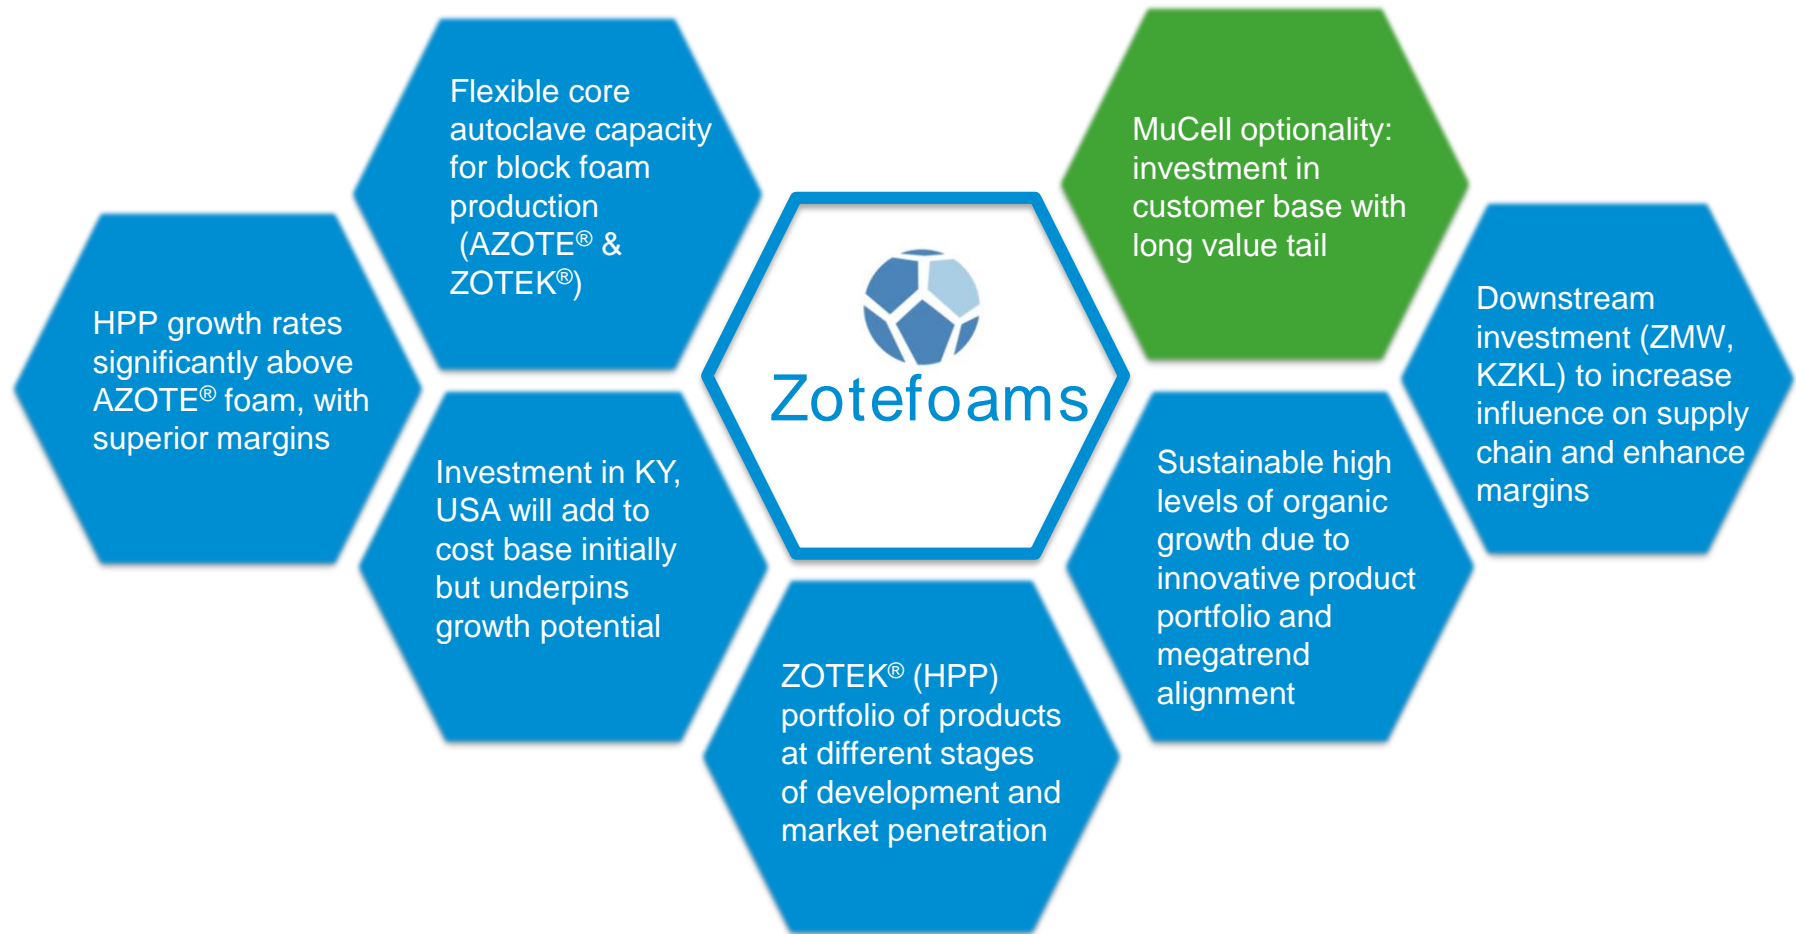 HPP growth rates
significantly above
AZOTE® foam, with
superior margins
Flexible core
autoclave capacity
for block foam
production
(AZOTE® &
ZOTEK®)
Investment in KY,
USA will add to
cost base initially
but underpins
growth potential
Zotefoams
ZOTEK® (HPP)
portfolio of products
at different stages
of development and
market penetration
MuCell optionality:
investment in
customer base with
long value tail
Sustainable high
levels of organic
growth due to
innovative product
portfolio and
megatrend
alignment
Downstream
investment (ZMW,
KZKL) to increase
influence on supply
chain and enhance
margins